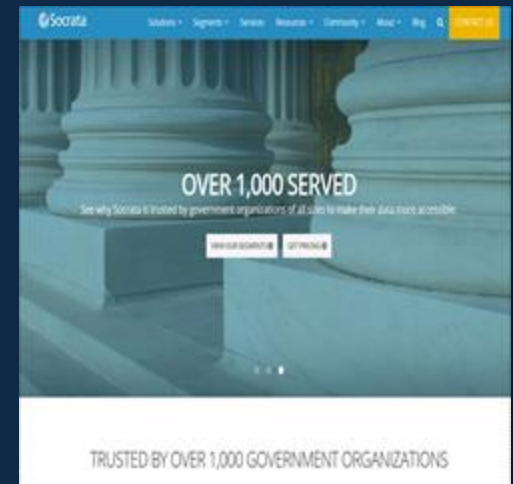 Socrata
Solutions Segments Services Resources Community About Blog CONTACT US
OVER 1,000 SERVED
See why Socrata is trusted by government organizations of all sizes to make their data more accessible.
VIEW OUR SEGMENTS GET PRICING
TRUSTED BY OVER 1,000 GOVERNMENT ORGANIZATIONS